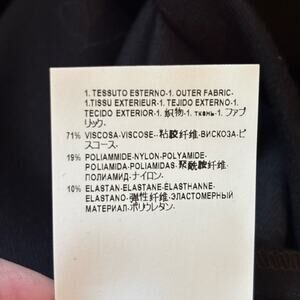 1. TESSUTO ESTERNO-1. OUTER FABRIC-
1.TISSU EXTERIEUR-1. TEJIDO EXTERNO-1.
TECIDO EXTERIOR-1. 织物-1. ткань-1. ファブ
リック-
71% VISCOSA-VISCOSE-.粘胶纤维-ВИСКОЗА-ビ
スコース-
19% POLIAMMIDE-NYLON-POLYAMIDE-
POLIAMIDA-POLIAMIDAS-聚酰胺纤维-
ПОЛИАМИД-ナイロン-
10% ELASTAN-ELASTANE-ELASTHANNE-
ELASTANO-弹性纤维-ЭЛАСТОМЕРНЫЙ
МАТЕРИАЛ-ポリウレタン-